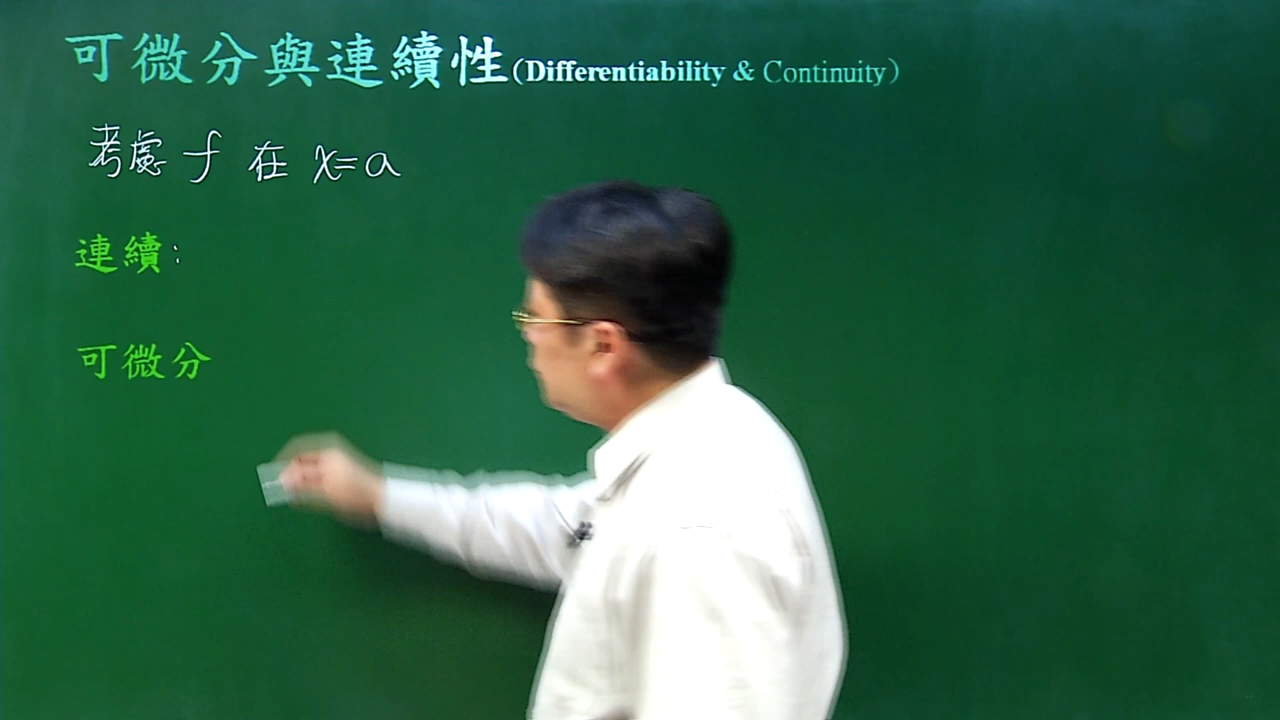 可微分與連續性(Differentiability & Continuity)
考慮 f 在 x=a
連續:
可微分